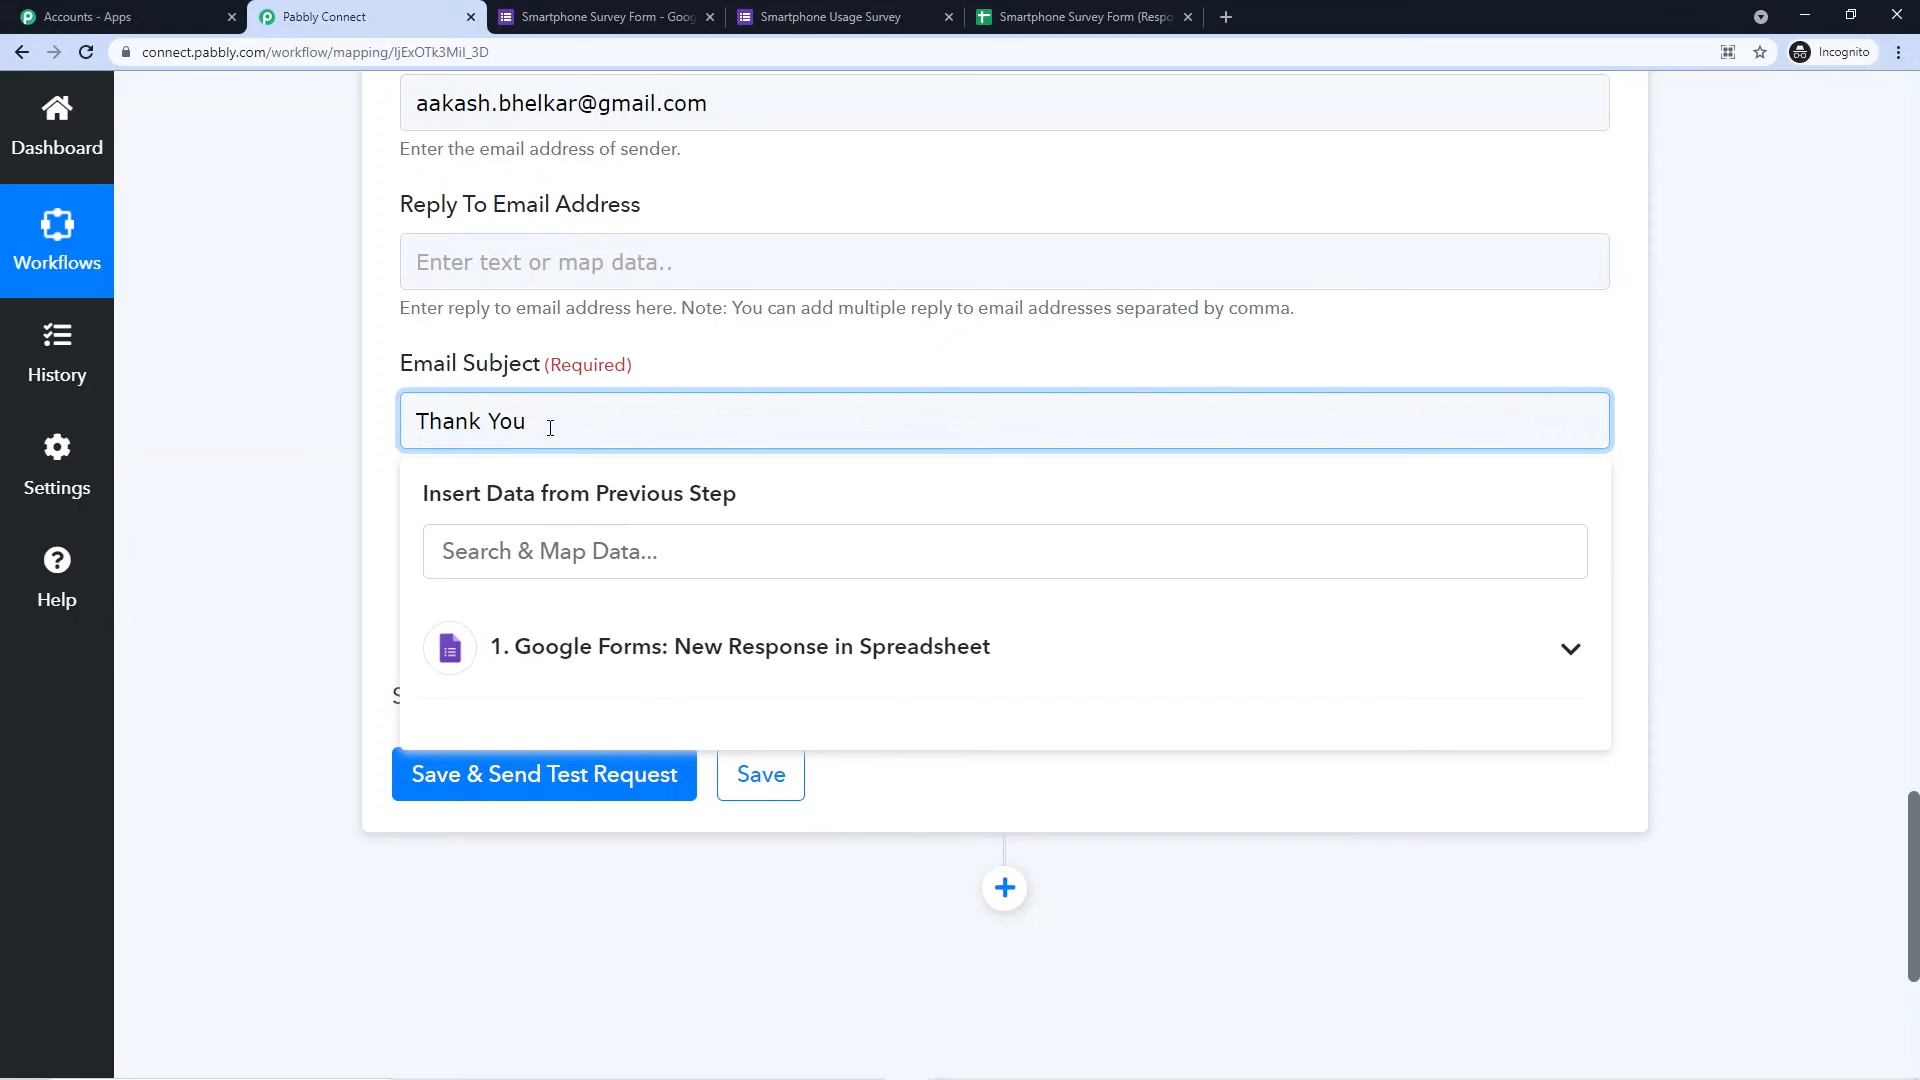 Accounts - Apps
Pabbly Connect
Smartphone Survey Form - Goog
Smartphone Usage Survey
Smartphone Survey Form (Respo
connect.pabbly.com/workflow/mapping/IjExOTk3MiI_3D
Incognito
Dashboard
Workflows
History
Settings
Help
aakash.bhelkar@gmail.com
Enter the email address of sender.
Reply To Email Address
Enter text or map data..
Enter reply to email address here. Note: You can add multiple reply to email addresses separated by comma.
Email Subject (Required)
Thank You
Insert Data from Previous Step
Search & Map Data...
1. Google Forms: New Response in Spreadsheet
Save & Send Test Request
Save